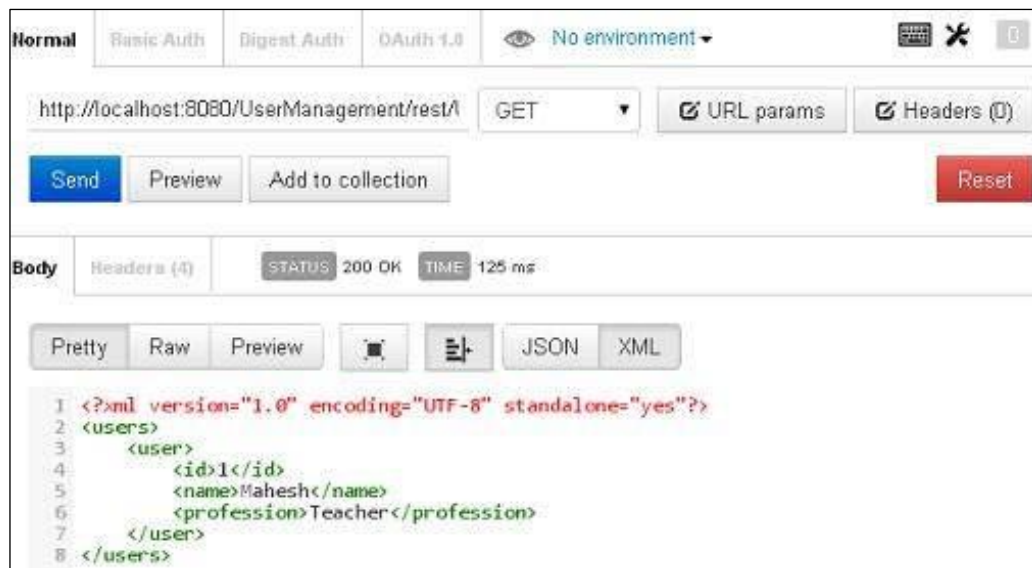 Normal Basic Auth Digest Auth OAuth 1.0 No environment 0
http://localhost:8080/UserManagement/rest/ GET URL params Headers (0)
Send Preview Add to collection Reset
Body Headers (4) STATUS 200 OK TIME 125 ms
Pretty Raw Preview JSON XML
1 <?xml version="1.0" encoding="UTF-8" standalone="yes"?>
2 <users>
3 <user>
4 <id>1</id>
5 <name>Mahesh</name>
6 <profession>Teacher</profession>
7 </user>
8 </users>